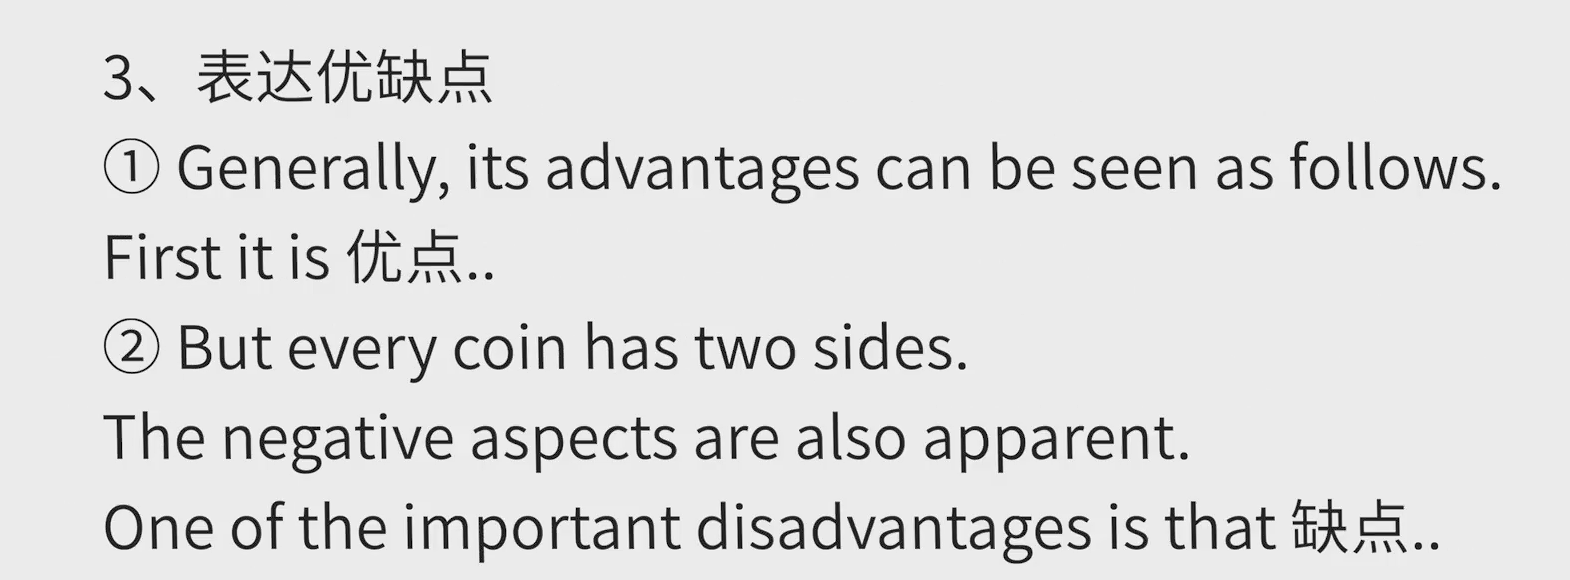 3、表达优缺点
① Generally, its advantages can be seen as follows.
First it is 优点..
② But every coin has two sides.
The negative aspects are also apparent.
One of the important disadvantages is that 缺点..